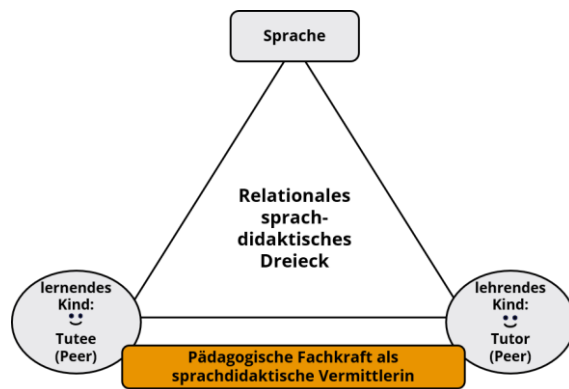 Sprache
Relationales
sprach-
didaktisches
Dreieck
lernendes
Kind:
Tutee
(Peer)
lehrendes
Kind:
Tutor
(Peer)
Pädagogische Fachkraft als
sprachdidaktische Vermittlerin